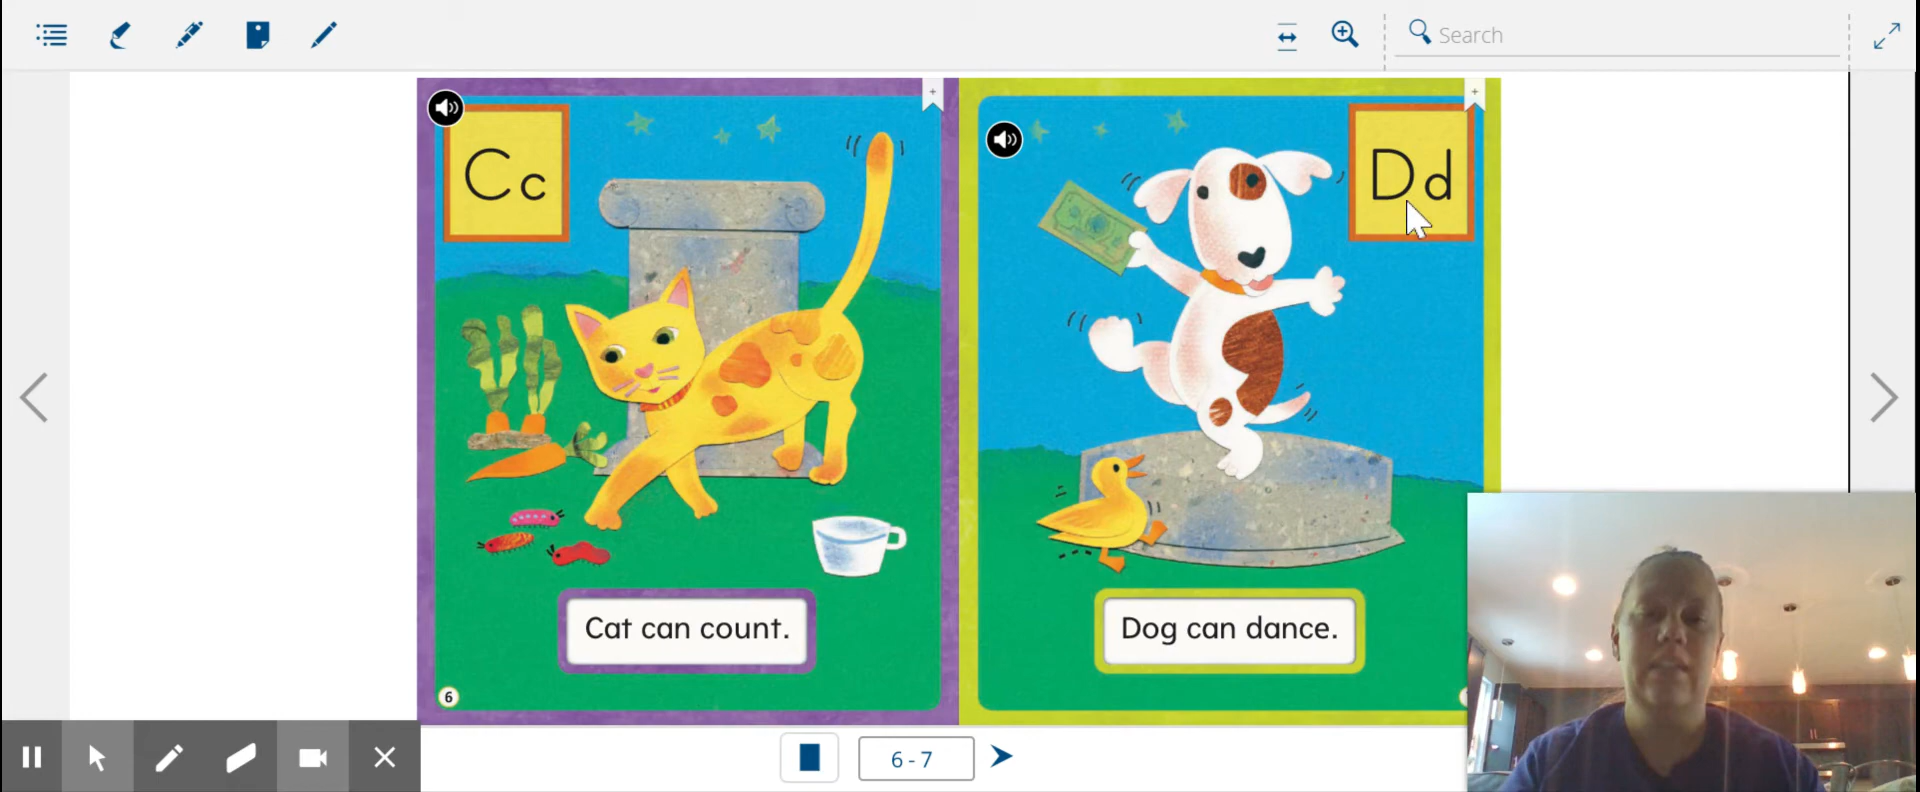 Search
Cc
Dd
Cat can count.
Dog can dance.
6
6 - 7